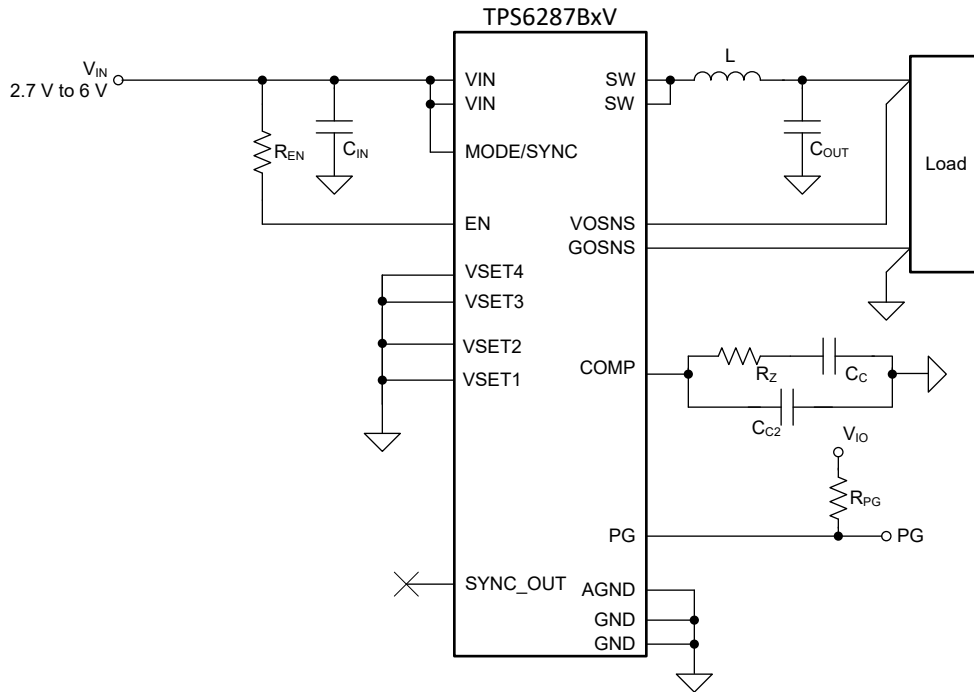 TPS6287BxV
VIN
2.7 V to 6 V
REN
CIN
VIN
VIN
MODE/SYNC
EN
VSET4
VSET3
VSET2
VSET1
SYNC_OUT
SW
SW
VOSNS
GOSNS
COMP
PG
AGND
GND
GND
L
COUT
Load
RZ
CC
CC2
VIO
RPG
PG